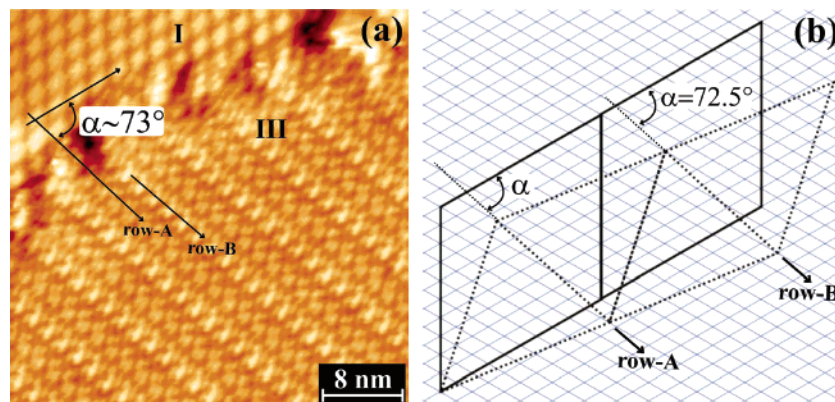 I
(a)
α~73°
III
row-A
row-B
8 nm
(b)
α=72.5°
α
row-B
row-A